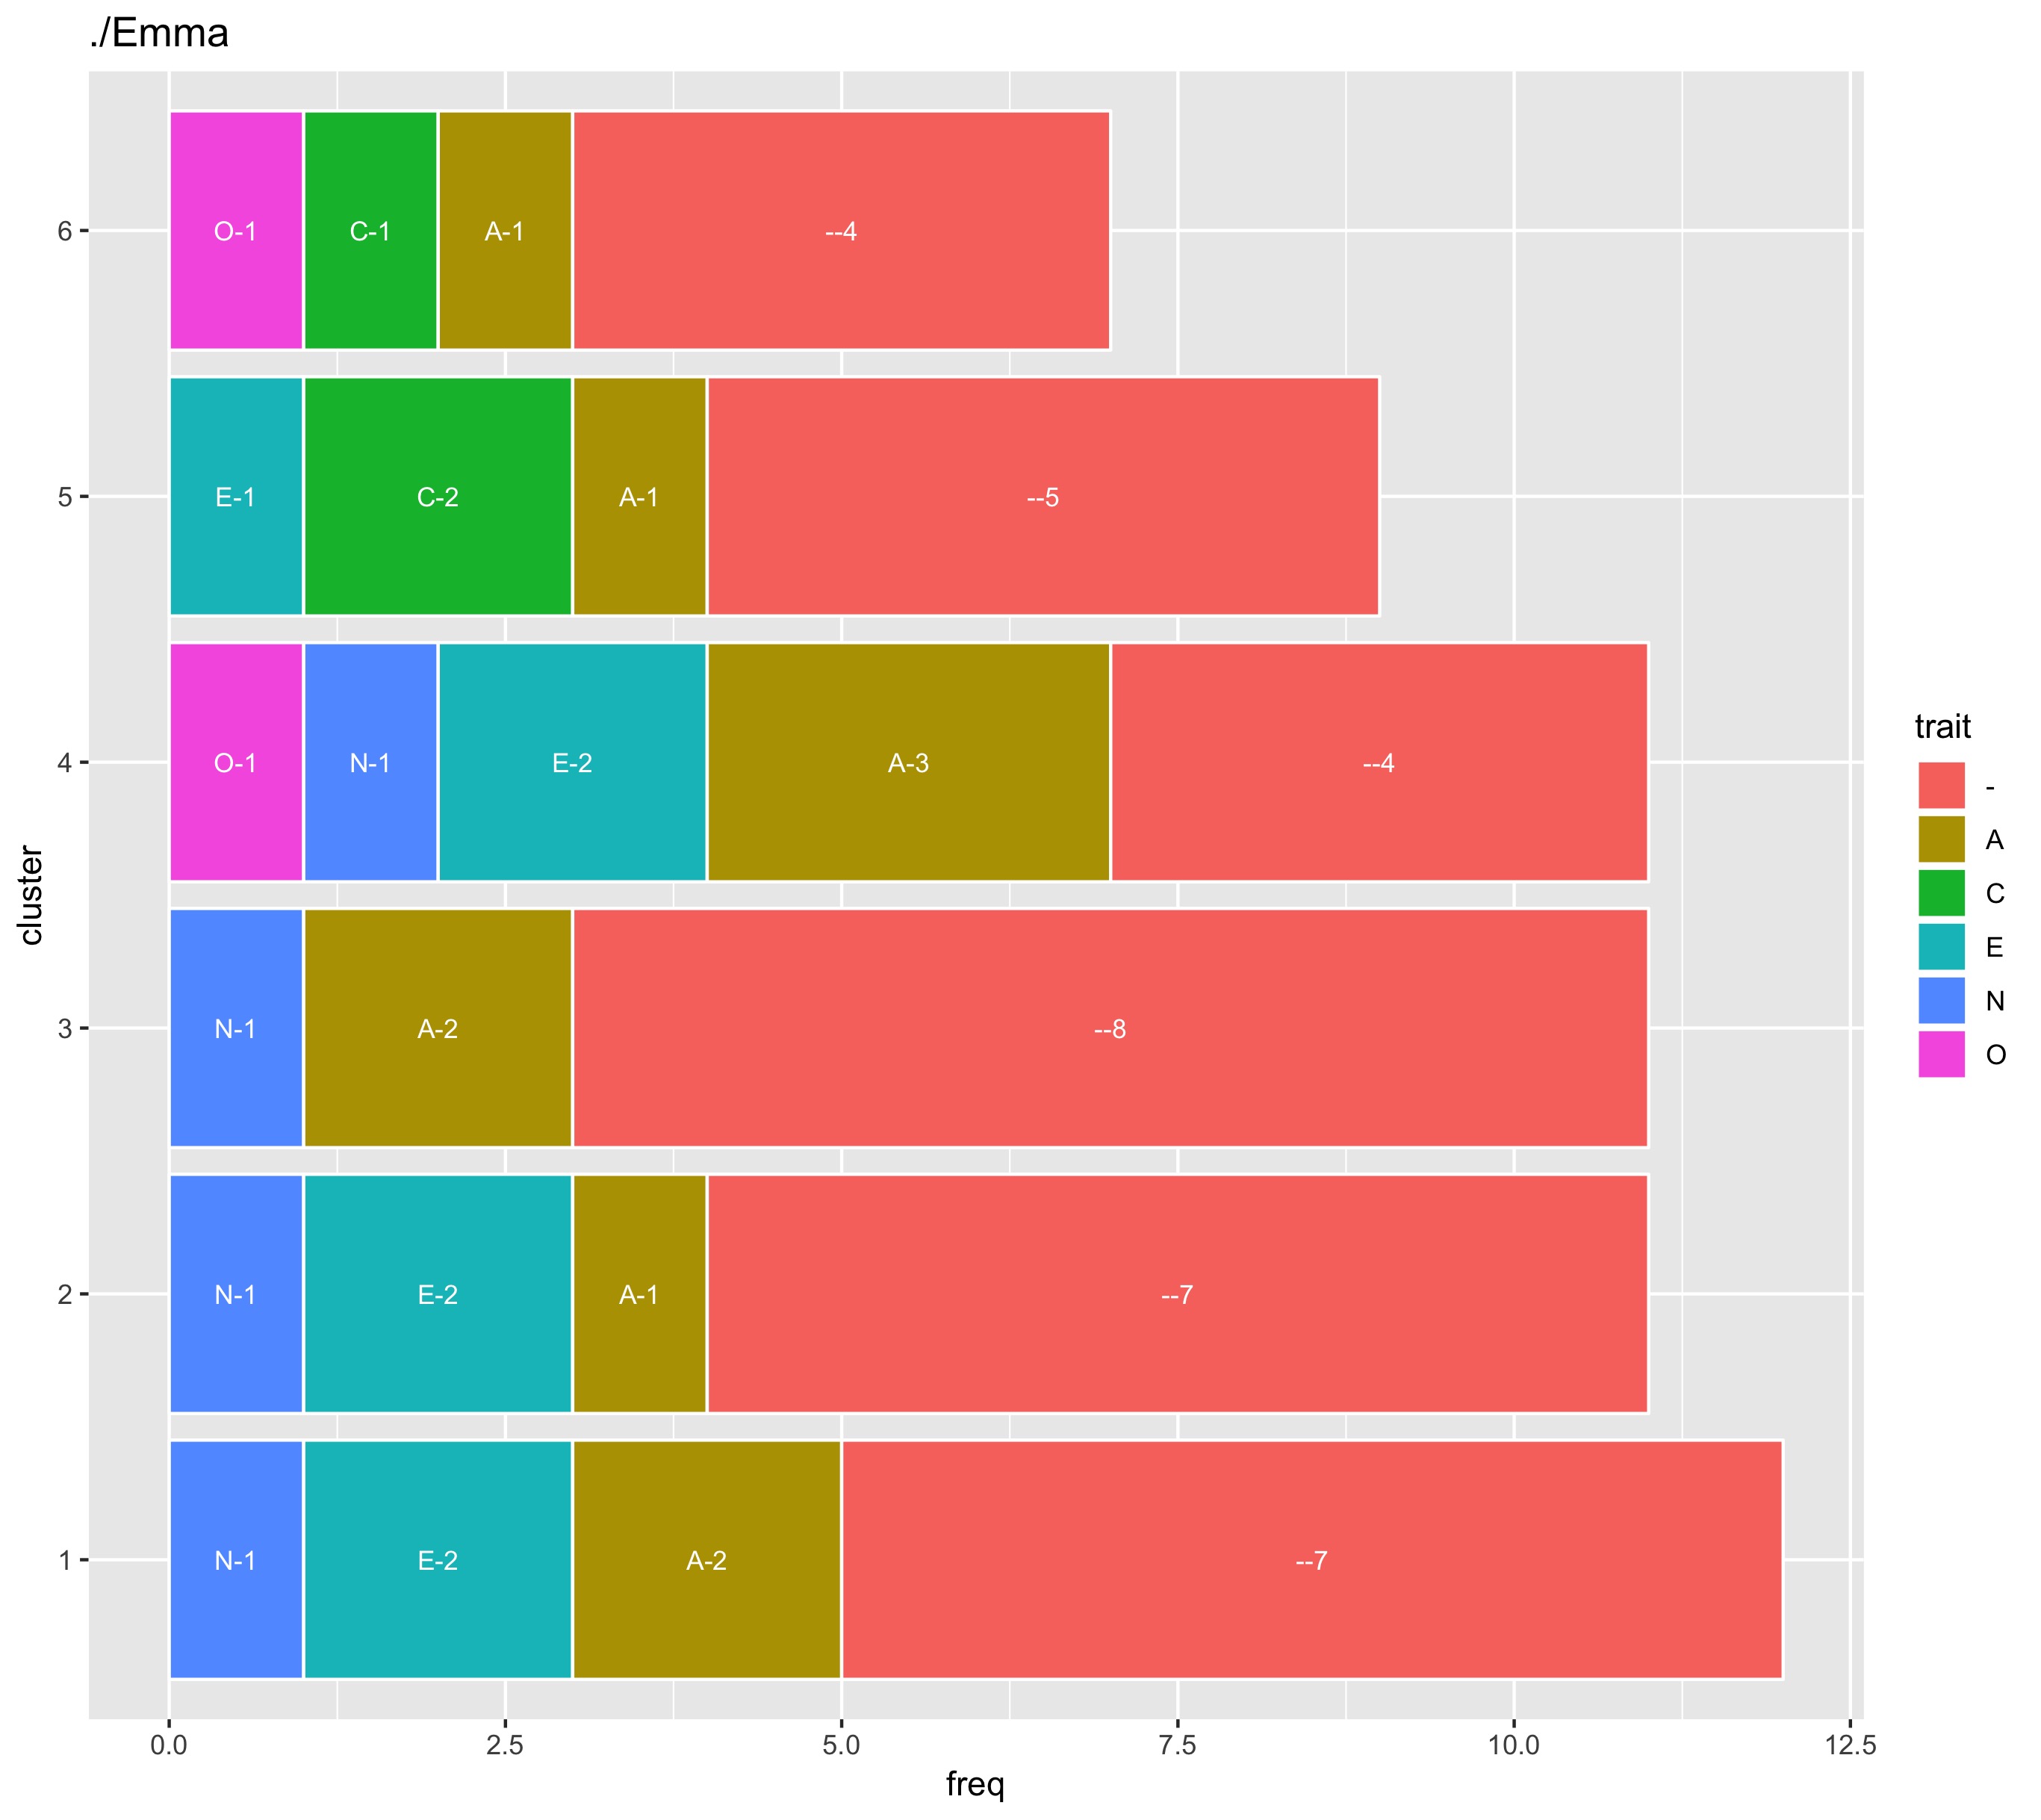 ./Emma
6
O-1 C-1 A-1 --4
5
E-1 C-2 A-1 --5
4
O-1 N-1 E-2 A-3 --4
3
N-1 A-2 --8
2
N-1 E-2 A-1 --7
1
N-1 E-2 A-2 --7
cluster
0.0 2.5 5.0 7.5 10.0 12.5
freq
trait
-
A
C
E
N
O